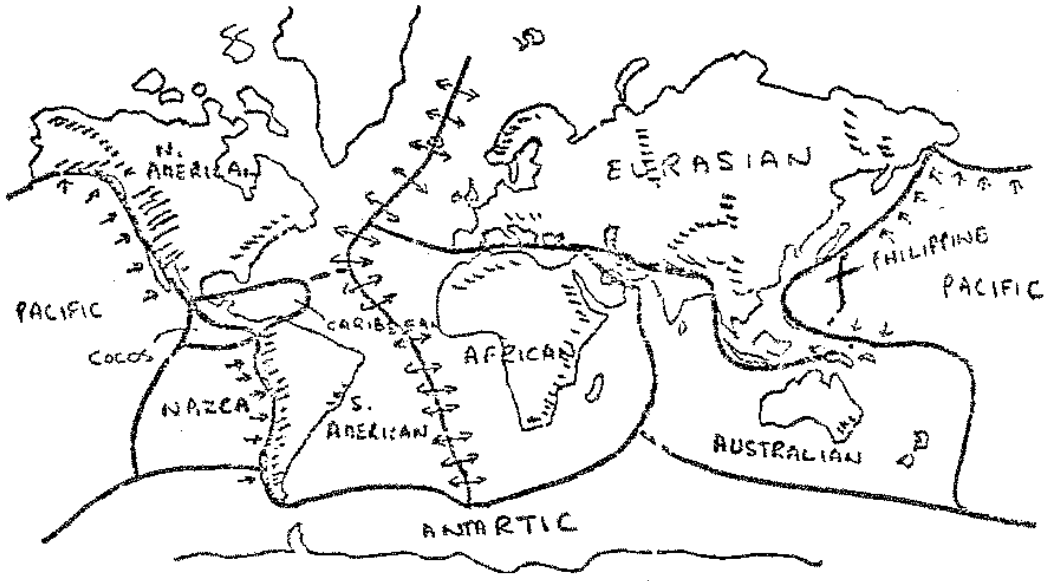 N.
AMERICAN
EURASIAN
PHILIPPINE
PACIFIC
PACIFIC
COCOS
CARIBBEAN
AFRICAN
NAZCA
S.
AMERICAN
AUSTRALIAN
ANTARTIC